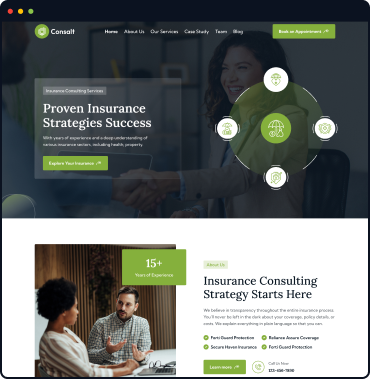 Consalt
Home About Us Our Services Case Study Team Blog
Book an Appointment
Insurance Consulting Services
Proven Insurance
Strategies Success
With years of experience and a deep understanding of
various insurance sectors, including health, property
Explore Your Insurance
15+
Years of Experience
About Us
Insurance Consulting
Strategy Starts Here
We believe in transparency throughout the entire insurance process.
You'll never be left in the dark about your coverage, policy details, or
costs. We explain everything in plain language so that you can.
Forti Guard Protection Reliance Assure Coverage
Secure Haven Insurance Forti Guard Protection
Learn more
Call Us Now
123-456-7890